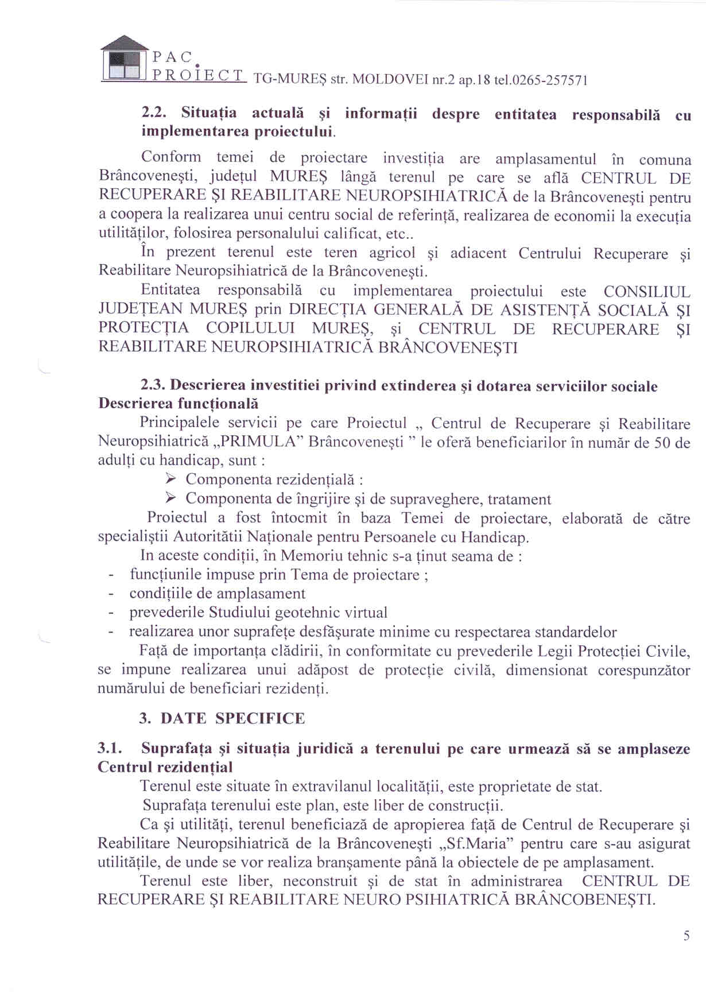 PAC
PROIECT TG-MUREŞ str. MOLDOVEI nr.2 ap.18 tel.0265-257571
2.2. Situaţia actuală şi informaţii despre entitatea responsabilă cu
implementarea proiectului.
Conform temei de proiectare investiţia are amplasamentul în comuna
Brâncoveneşti, judeţul MUREŞ lângă terenul pe care se află CENTRUL DE
RECUPERARE ŞI REABILITARE NEUROPSIHIATRICĂ de la Brâncoveneşti pentru
a coopera la realizarea unui centru social de referinţă, realizarea de economii la execuţia
utilităţilor, folosirea personalului calificat, etc..
În prezent terenul este teren agricol şi adiacent Centrului Recuperare şi
Reabilitare Neuropsihiatrică de la Brâncoveneşti.
Entitatea responsabilă cu implementarea proiectului este CONSILIUL
JUDEŢEAN MUREŞ prin DIRECŢIA GENERALĂ DE ASISTENŢĂ SOCIALĂ ŞI
PROTECŢIA COPILULUI MUREŞ, şi CENTRUL DE RECUPERARE ŞI
REABILITARE NEUROPSIHIATRICĂ BRÂNCOVENEŞTI
2.3. Descrierea investitiei privind extinderea şi dotarea serviciilor sociale
Descrierea funcţională
Principalele servicii pe care Proiectul „ Centrul de Recuperare şi Reabilitare
Neuropsihiatrică „PRIMULA” Brâncoveneşti ” le oferă beneficiarilor în număr de 50 de
adulţi cu handicap, sunt :
➢ Componenta rezidenţială :
➢ Componenta de îngrijire şi de supraveghere, tratament
Proiectul a fost întocmit în baza Temei de proiectare, elaborată de către
specialiştii Autoritătii Naţionale pentru Persoanele cu Handicap.
In aceste condiţii, în Memoriu tehnic s-a ţinut seama de :
- funcţiunile impuse prin Tema de proiectare ;
- condiţiile de amplasament
- prevederile Studiului geotehnic virtual
- realizarea unor suprafeţe desfăşurate minime cu respectarea standardelor
Faţă de importanţa clădirii, în conformitate cu prevederile Legii Protecţiei Civile,
se impune realizarea unui adăpost de protecţie civilă, dimensionat corespunzător
numărului de beneficiari rezidenţi.
3. DATE SPECIFICE
3.1. Suprafaţa şi situaţia juridică a terenului pe care urmează să se amplaseze
Centrul rezidenţial
Terenul este situate în extravilanul localităţii, este proprietate de stat.
Suprafaţa terenului este plan, este liber de construcţii.
Ca şi utilităţi, terenul beneficiază de apropierea faţă de Centrul de Recuperare şi
Reabilitare Neuropsihiatrică de la Brâncoveneşti „Sf.Maria” pentru care s-au asigurat
utilităţile, de unde se vor realiza branşamente până la obiectele de pe amplasament.
Terenul este liber, neconstruit şi de stat în administrarea CENTRUL DE
RECUPERARE ŞI REABILITARE NEURO PSIHIATRICĂ BRÂNCOBENEŞTI.
5